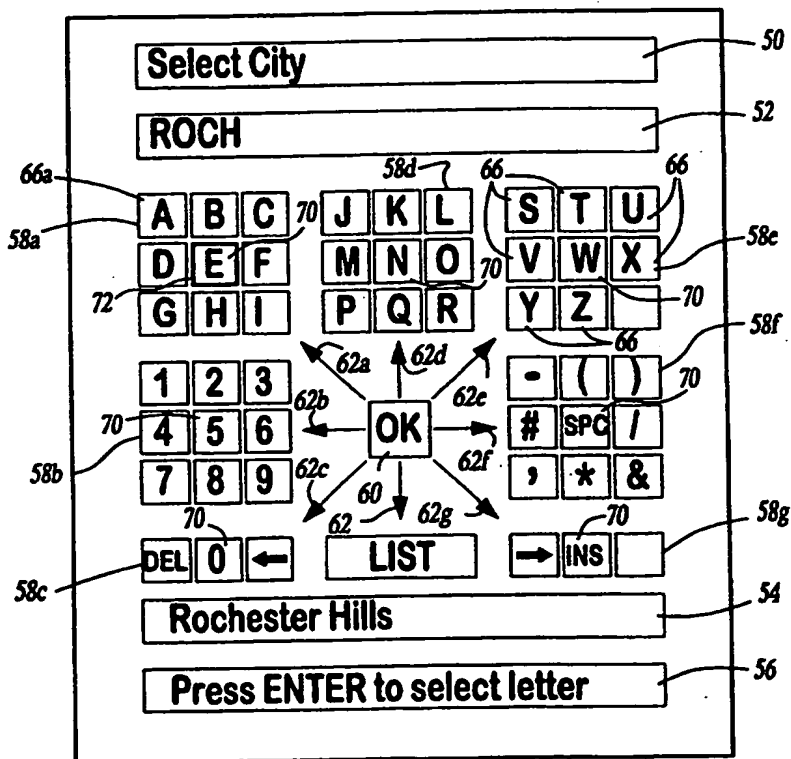 Select City 50
ROCH 52
66a 58d 66 66
A B C J K L S T U
58a 70 58e
D E F M N O V W X
72 70 70
G H I P Q R Y Z
66 58f
62a 62d 62e
1 2 3 - ( )
70 62b 70
4 5 6 OK # SPC /
58b 62c 60 62f
7 8 9 , * &
70 62 62g 70 58g
DEL 0 ← LIST → INS
58c
Rochester Hills 54
Press ENTER to select letter 56